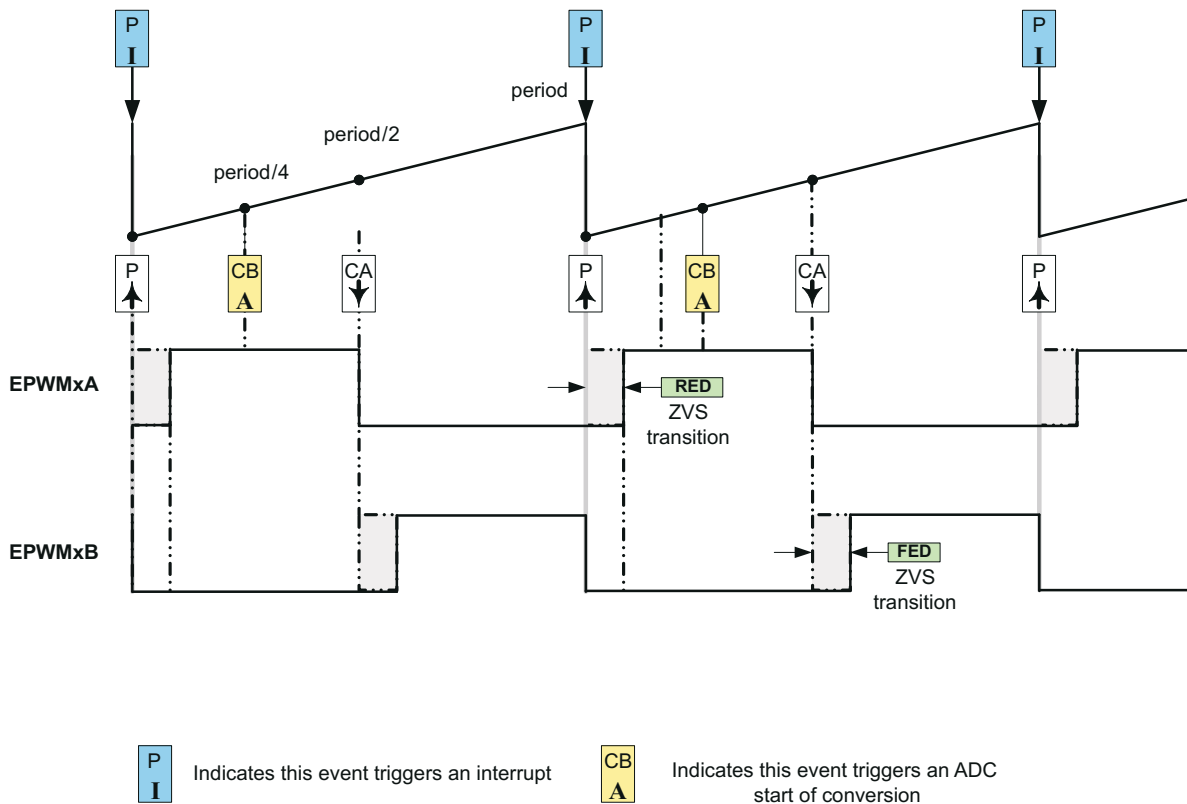 P
I
P
I
P
I
period
period/2
period/4
P
CB
A
CA
P
CB
A
CA
P
EPWMxA
RED
ZVS
transition
EPWMxB
FED
ZVS
transition
P
I
Indicates this event triggers an interrupt
CB
A
Indicates this event triggers an ADC
start of conversion